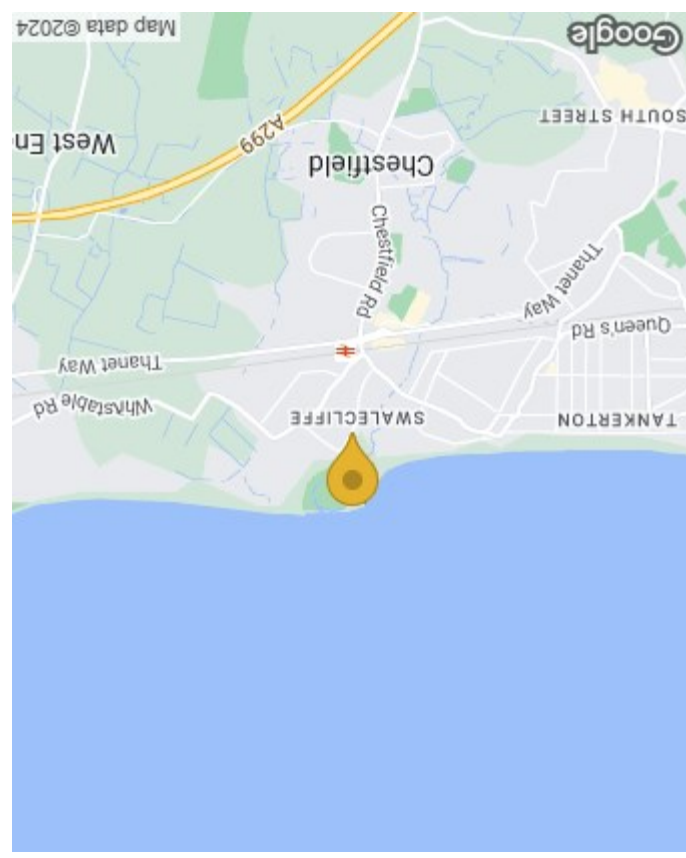 TANKERTON
SWALECLIFFE
Whitstable Rd
Thanet Way
Queen's Rd
Thanet Way
Chestfield Rd
Chestfield
A299
West En
SOUTH STREET
Google
Map data ©2024